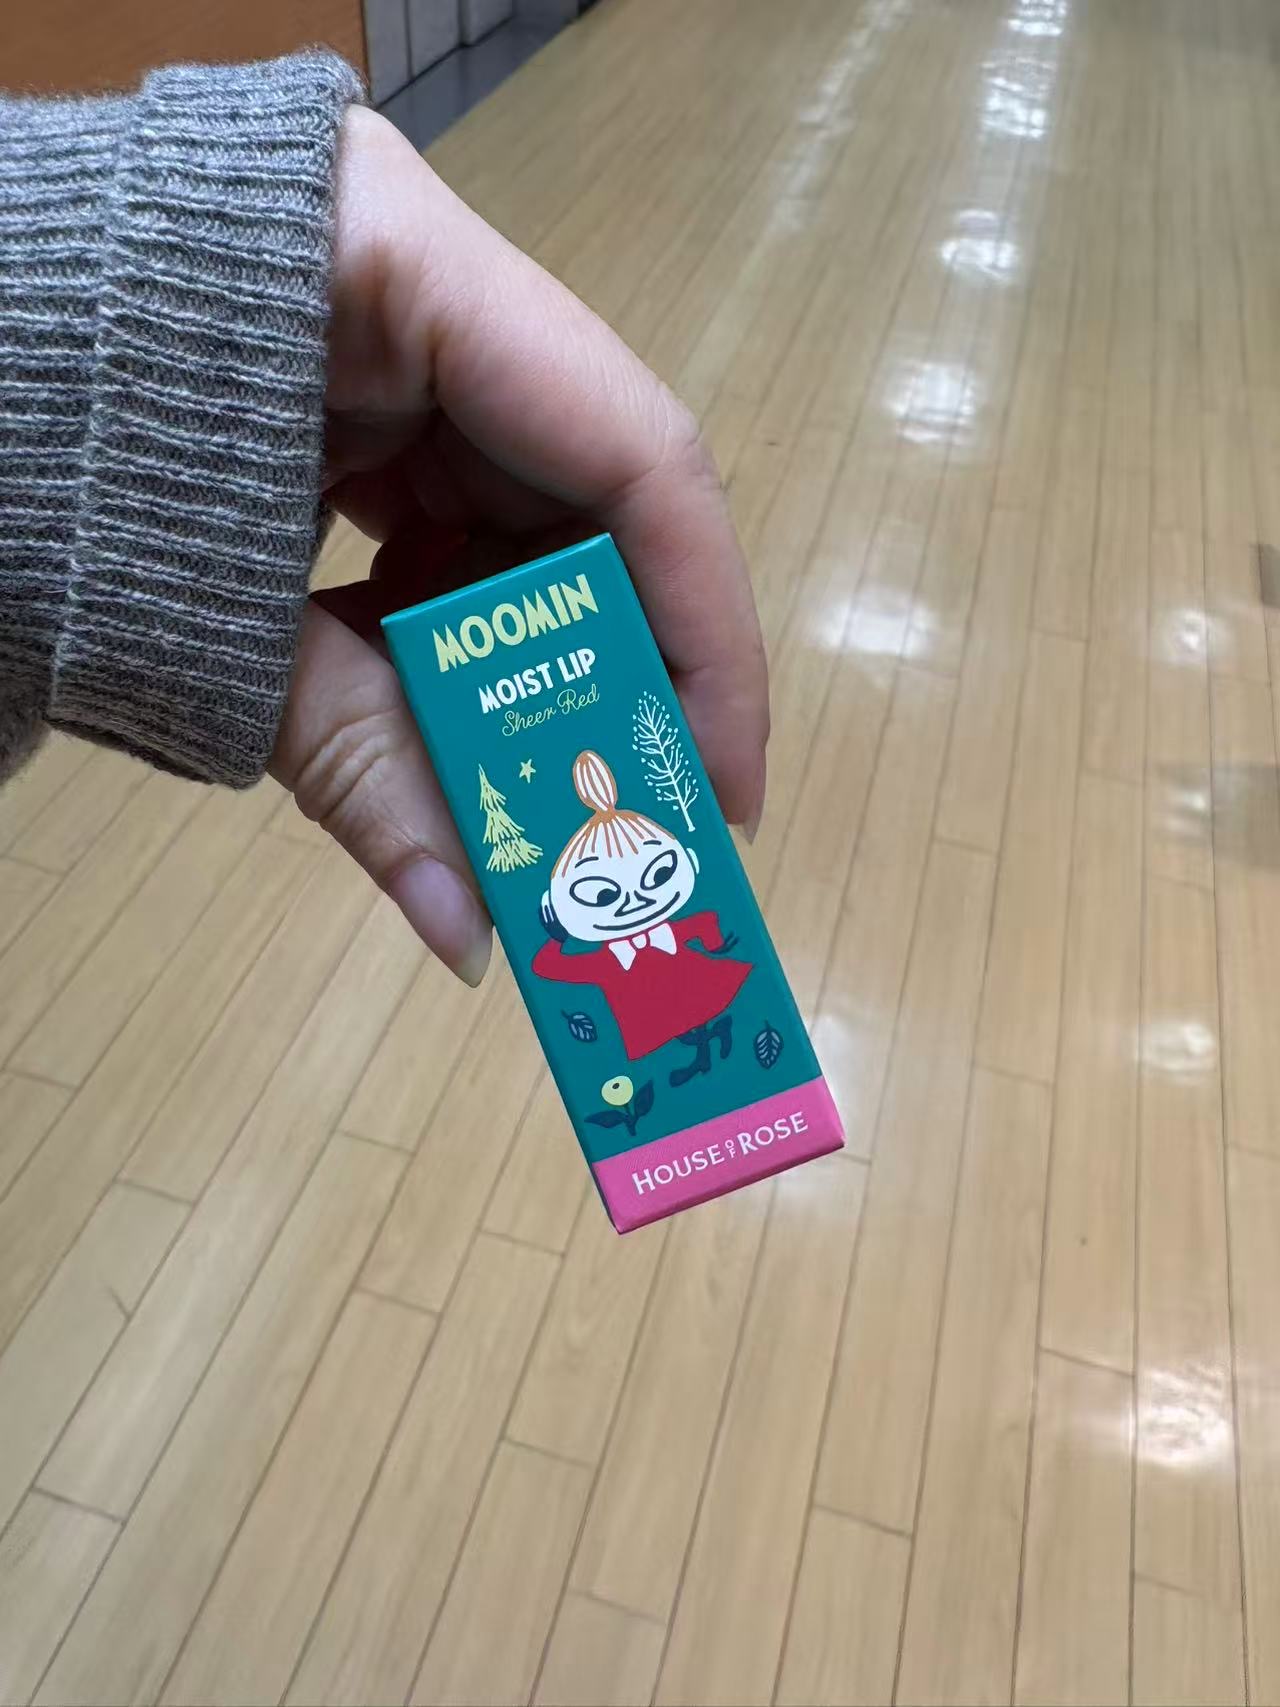 MOOMIN
MOIST LIP
Sheer Red
HOUSE OF ROSE